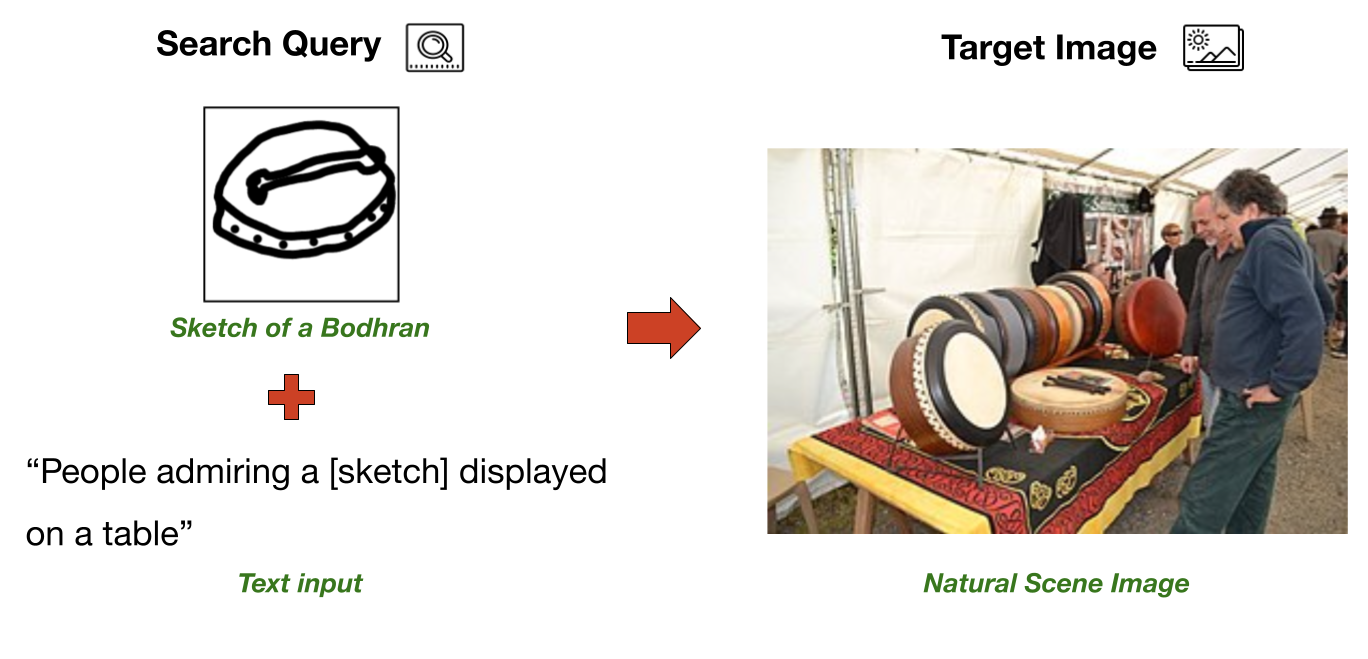 Search Query
Target Image
Sketch of a Bodhran
“People admiring a [sketch] displayed
on a table”
Text input
Natural Scene Image